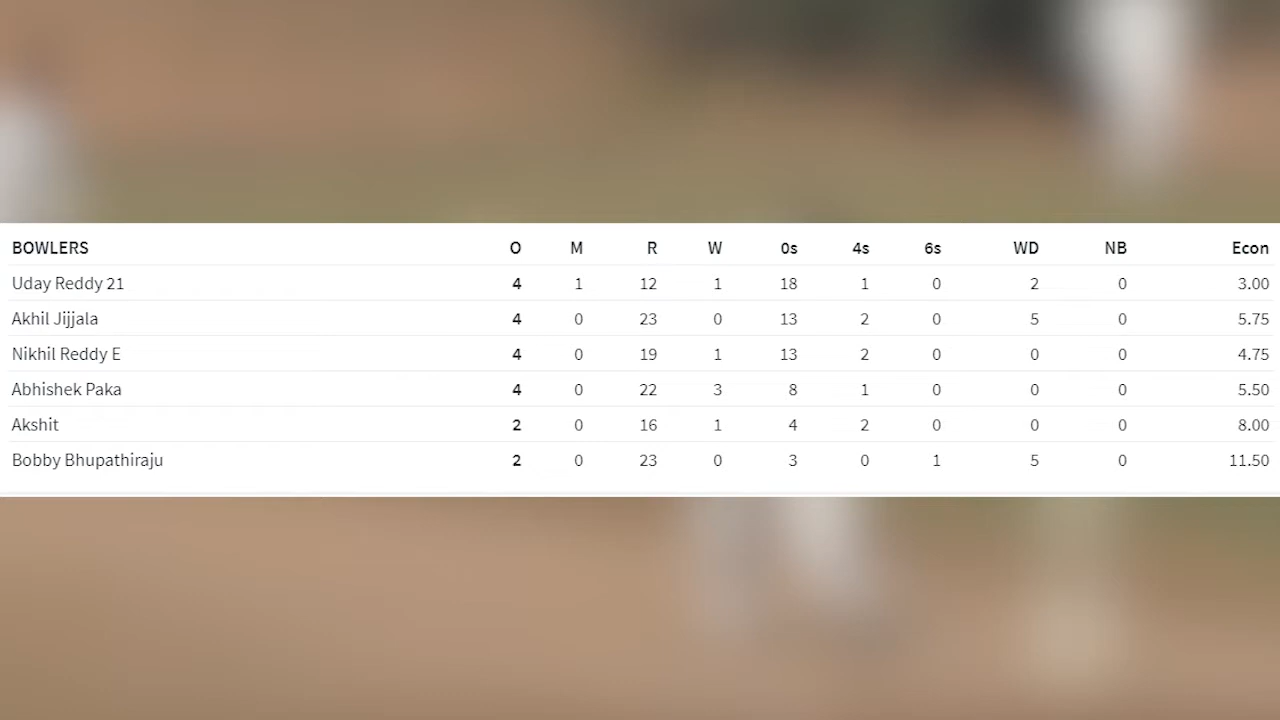 BOWLERS O M R W 0s 4s 6s WD NB Econ
Uday Reddy 21 4 1 12 1 18 1 0 2 0 3.00
Akhil Jijjala 4 0 23 0 13 2 0 5 0 5.75
Nikhil Reddy E 4 0 19 1 13 2 0 0 0 4.75
Abhishek Paka 4 0 22 3 8 1 0 0 0 5.50
Akshit 2 0 16 1 4 2 0 0 0 8.00
Bobby Bhupathiraju 2 0 23 0 3 0 1 5 0 11.50